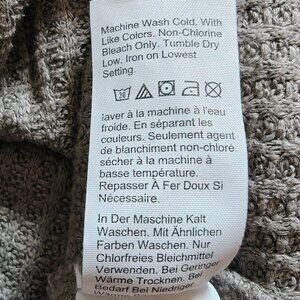 Machine Wash Cold. With
Like Colors. Non-Chlorine
Bleach Only. Tumble Dry
Low. Iron on Lowest
Setting.
laver à la machine à l'eau
froide. En séparant les
couleurs. Seulement agent
de blanchiment non-chloré.
sécher à la machine à
basse température.
Repasser À Fer Doux Si
Nécessaire.
In Der Maschine Kalt
Waschen. Mit Ähnlichen
Farben Waschen. Nur
Chlorfreies Bleichmittel
Verwenden. Bei Geringer
Wärme Trocknen. Bei
Bedarf Bei Niedriger